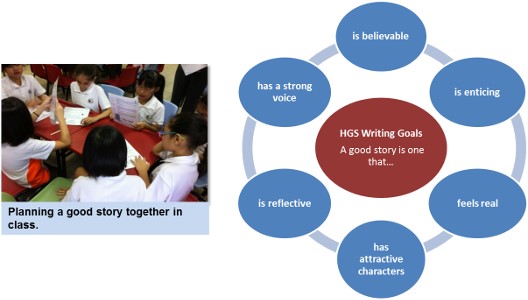 Planning a good story together in
class.
HGS Writing Goals
A good story is one
that...
is believable
is enticing
feels real
has
attractive
characters
is reflective
has a strong
voice